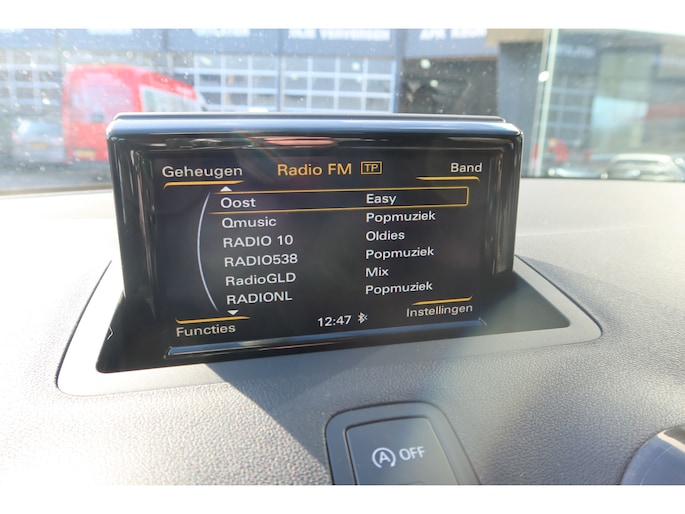 Geheugen Radio FM TP Band
Oost Easy
Qmusic Popmuziek
RADIO 10 Oldies
RADIO538 Popmuziek
RadioGLD Mix
RADIONL Popmuziek
Functies 12:47 Instellingen
A OFF